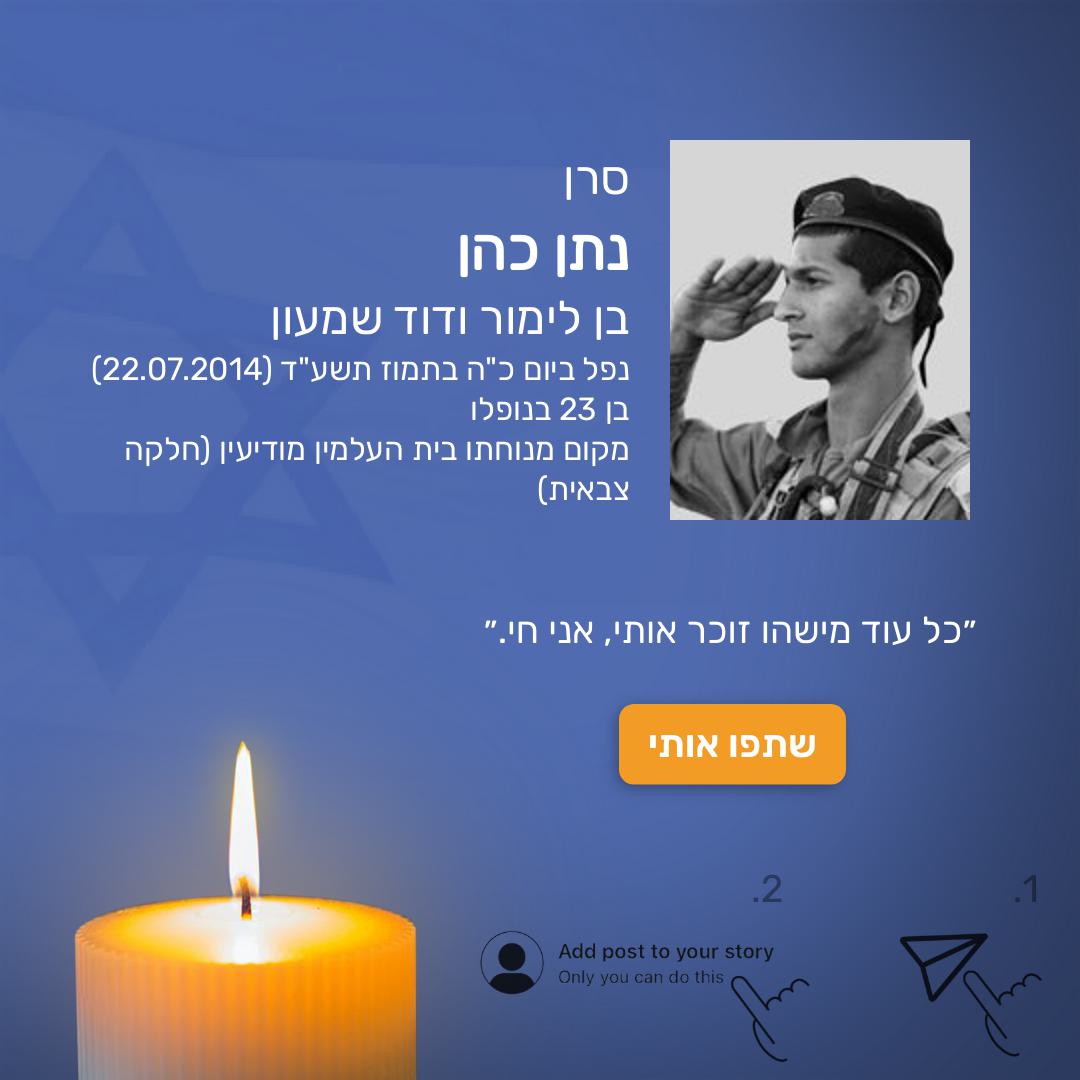 סרן
נתן כהן
בן לימור ודוד שמעון
נפל ביום כ"ה בתמוז תשע"ד (22.07.2014)
בן 23 בנופלו
מקום מנוחתו בית העלמין מודיעין (חלקה
צבאית)
״כל עוד מישהו זוכר אותי, אני חי.״
שתפו אותי
.1
.2
Add post to your story
Only you can do this